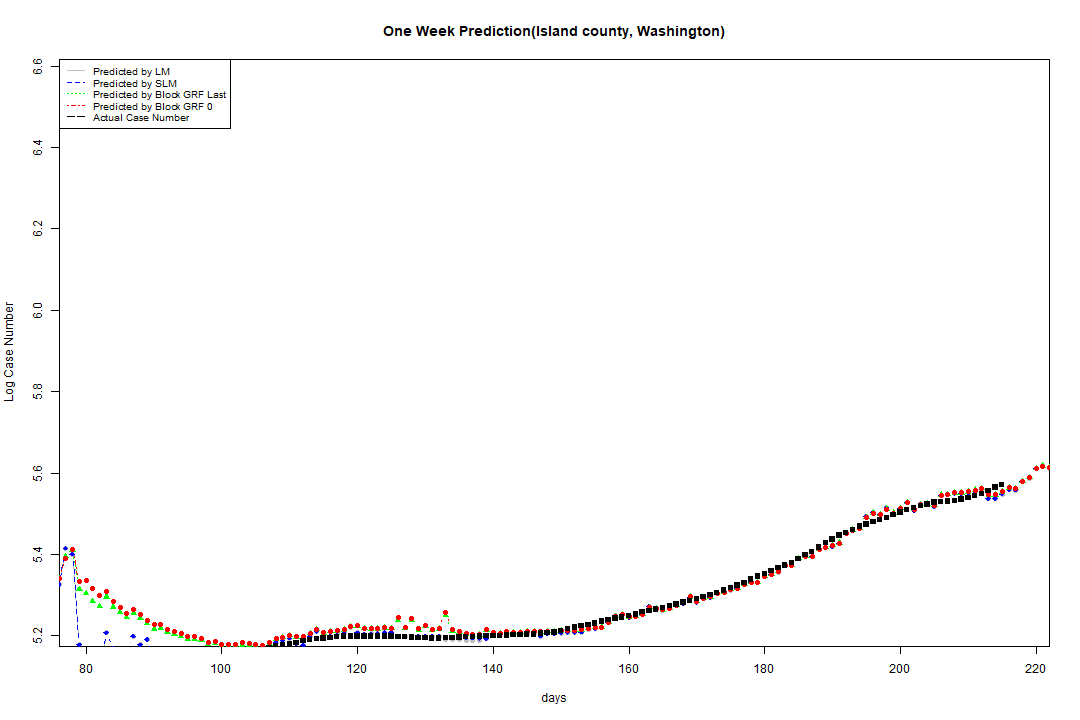 One Week Prediction(Island county, Washington)
Predicted by LM
Predicted by SLM
Predicted by Block GRF Last
Predicted by Block GRF 0
Actual Case Number
6.6
6.4
6.2
6.0
5.8
5.6
5.4
5.2
Log Case Number
80 100 120 140 160 180 200 220
days